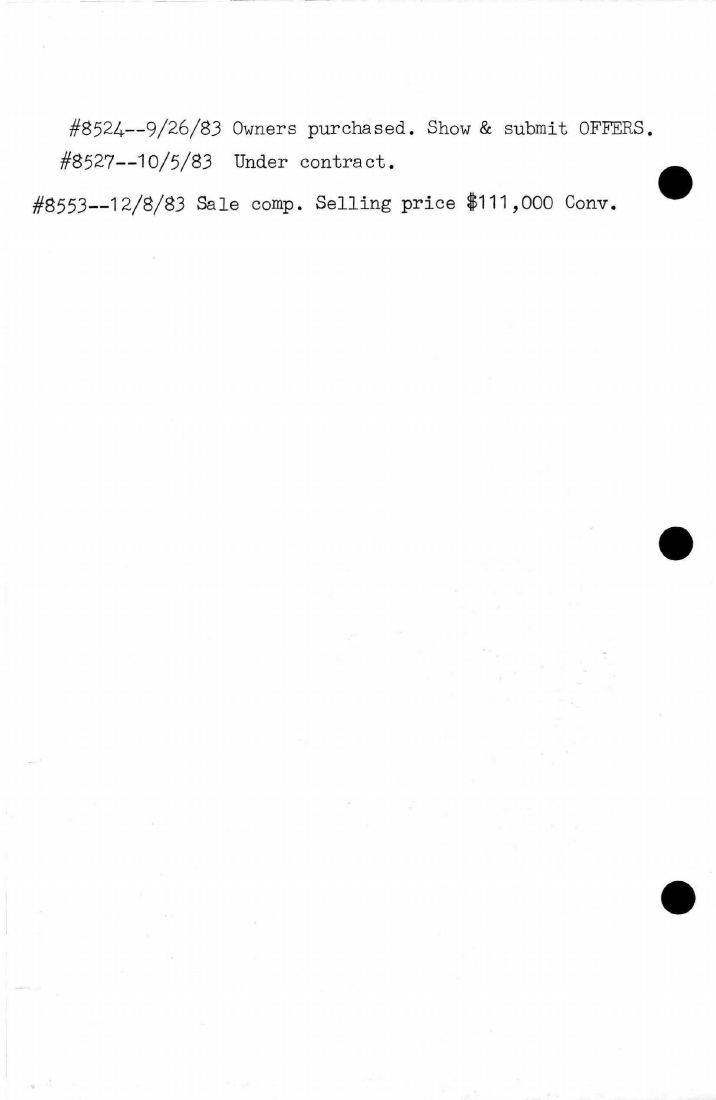 #8524--9/26/83 Owners purchased. Show & submit OFFERS.
#8527--10/5/83 Under contract.
#8553--12/8/83 Sale comp. Selling price $111,000 Conv.